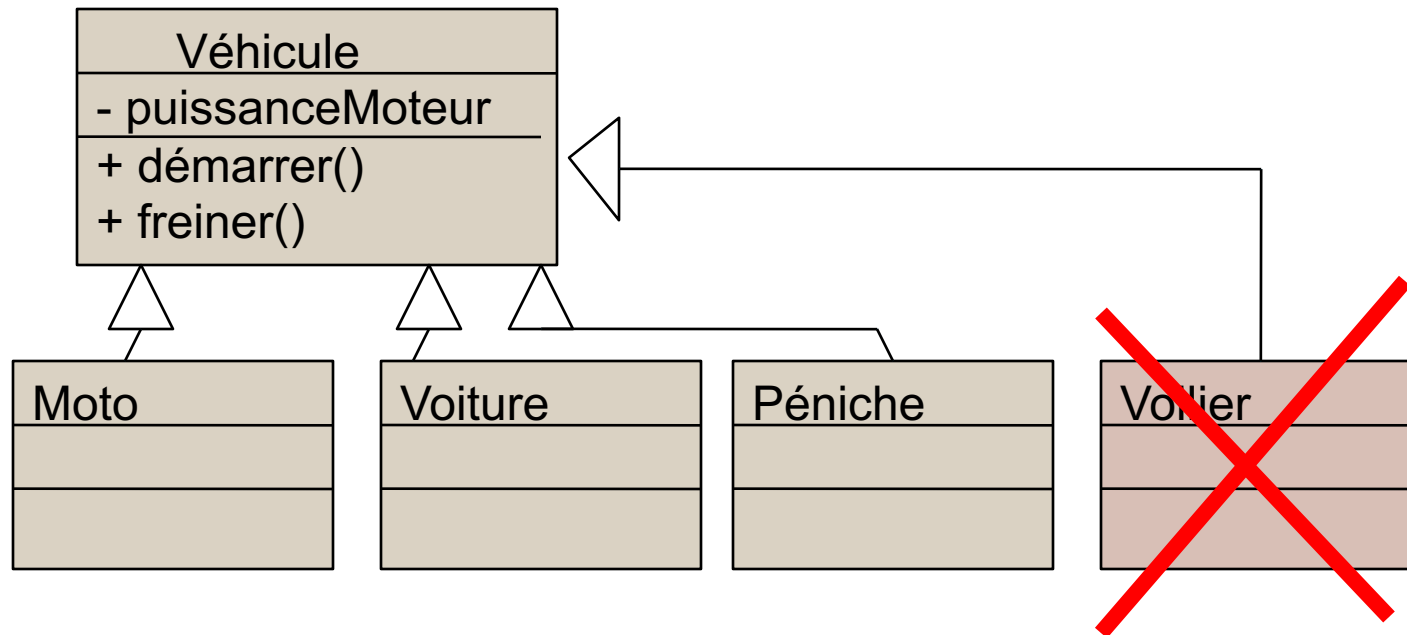 Véhicule
- puissanceMoteur
+ démarrer()
+ freiner()
Moto
Voiture
Péniche
Voilier